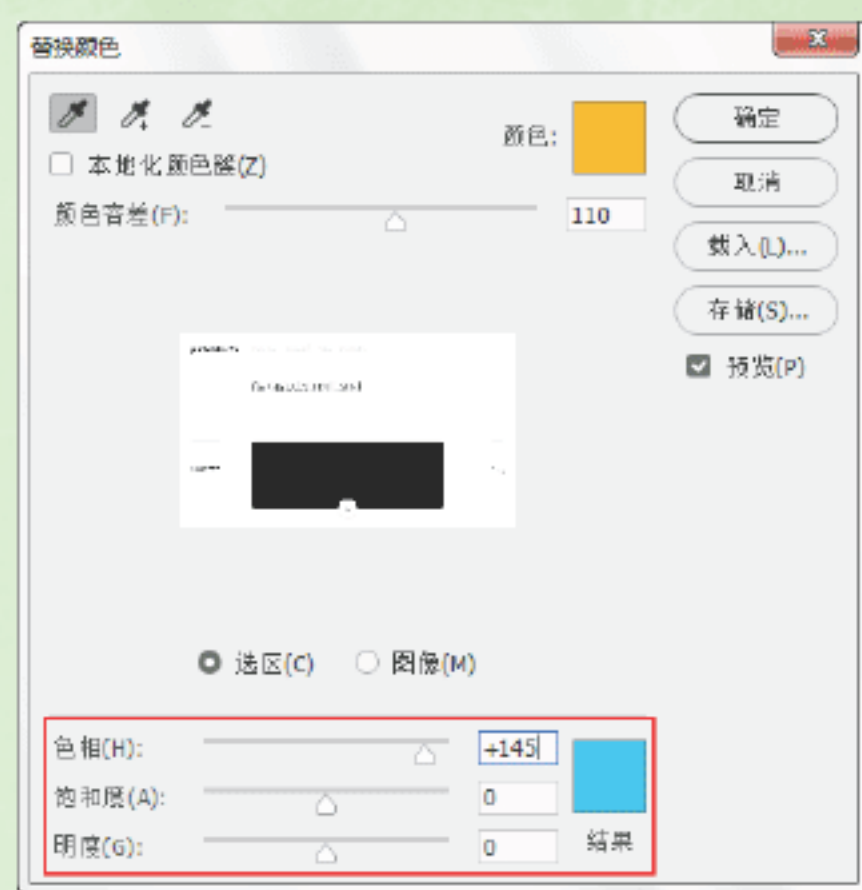 替换颜色
颜色:
确定
本地化颜色簇(Z)
取消
颜色容差(F):
110
载入(L)...
存储(S)...
预览(P)
选区(C)
图像(M)
色相(H):
+145
饱和度(A):
0
明度(G):
0
结果